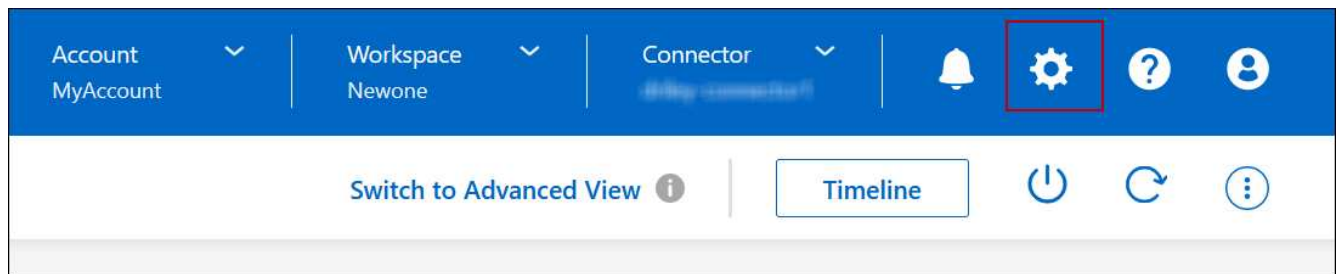 Account
MyAccount
Workspace
Newone
Connector
Switch to Advanced View
Timeline